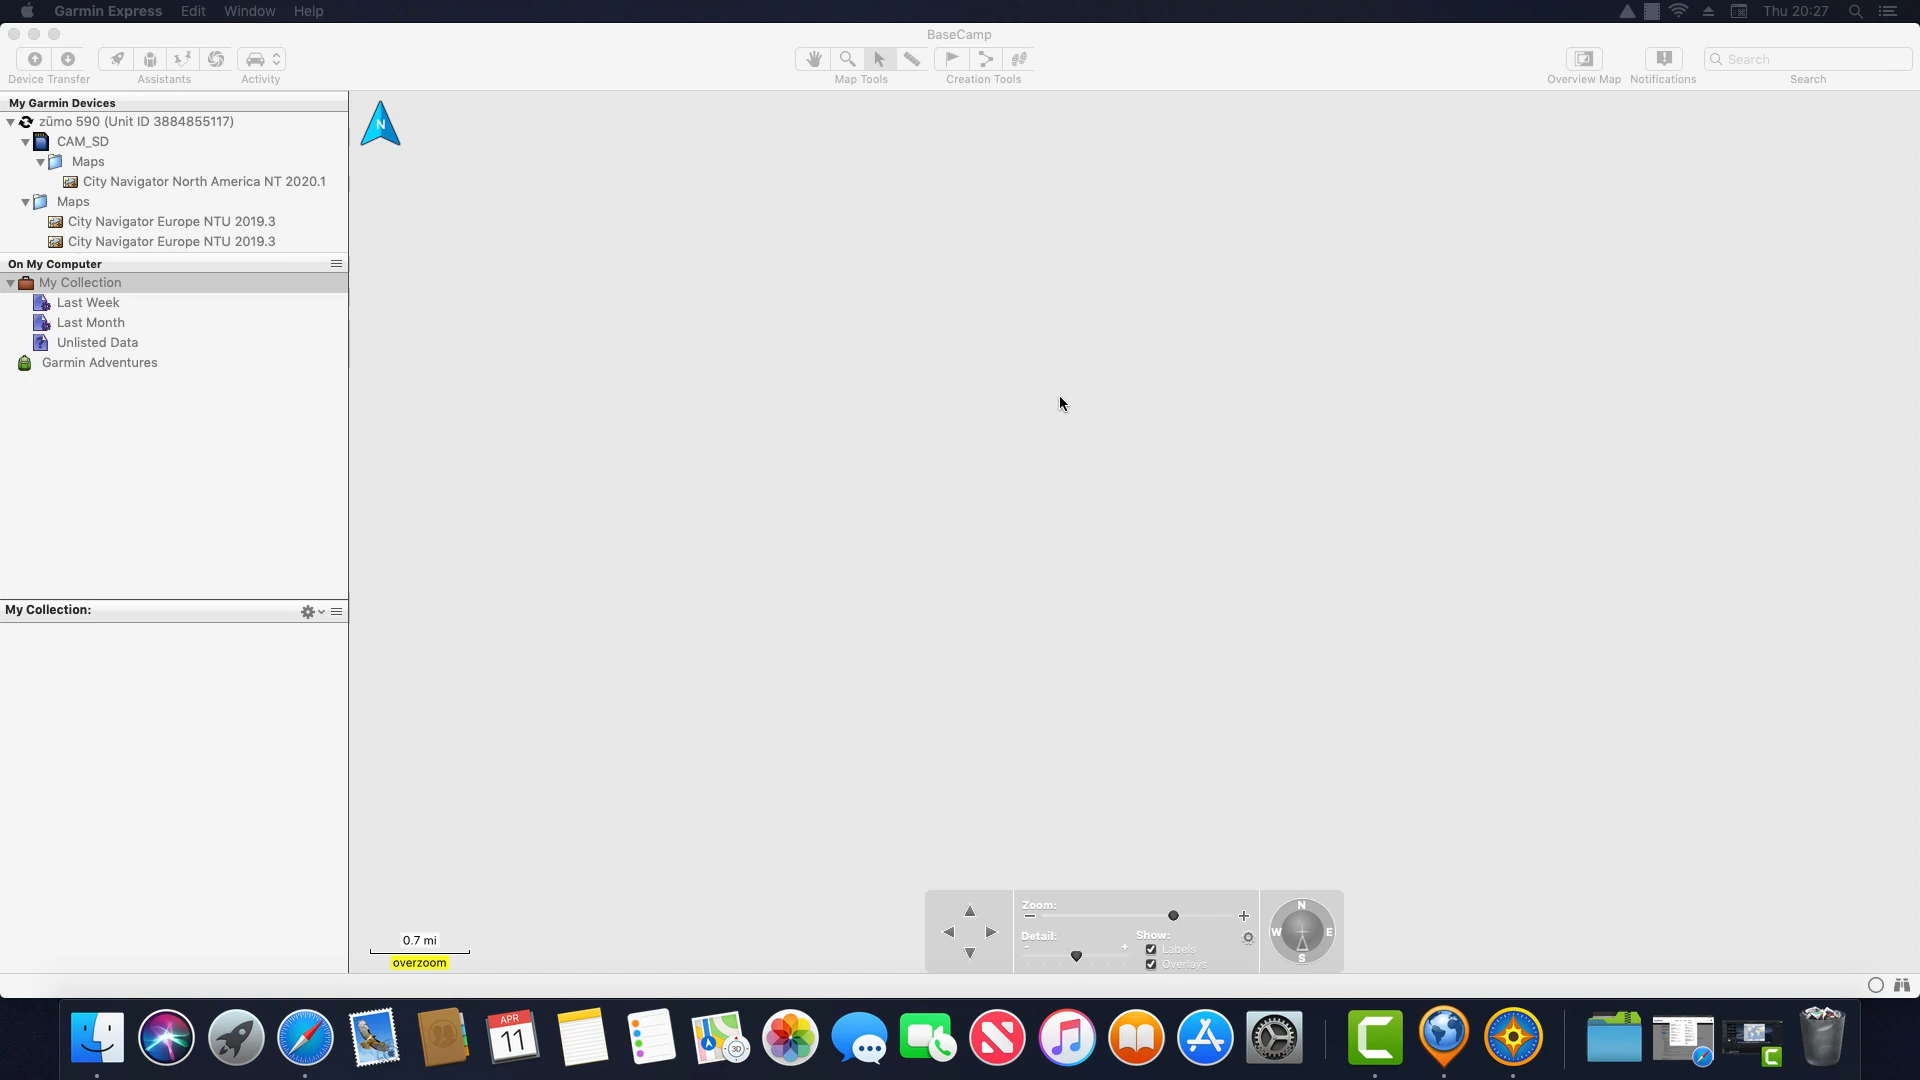 Garmin Express Edit Window Help Thu 20:27
BaseCamp
Search
Device Transfer Assistants Activity Map Tools Creation Tools Overview Map Notifications Search
My Garmin Devices
zūmo 590 (Unit ID 3884855117)
CAM_SD
Maps
City Navigator North America NT 2020.1
Maps
City Navigator Europe NTU 2019.3
City Navigator Europe NTU 2019.3
On My Computer
My Collection
Last Week
Last Month
Unlisted Data
Garmin Adventures
N
My Collection:
0.7 mi
overzoom
Zoom:
Detail:
Show:
Labels
Overlays
N
W E
S
APR
11
3D